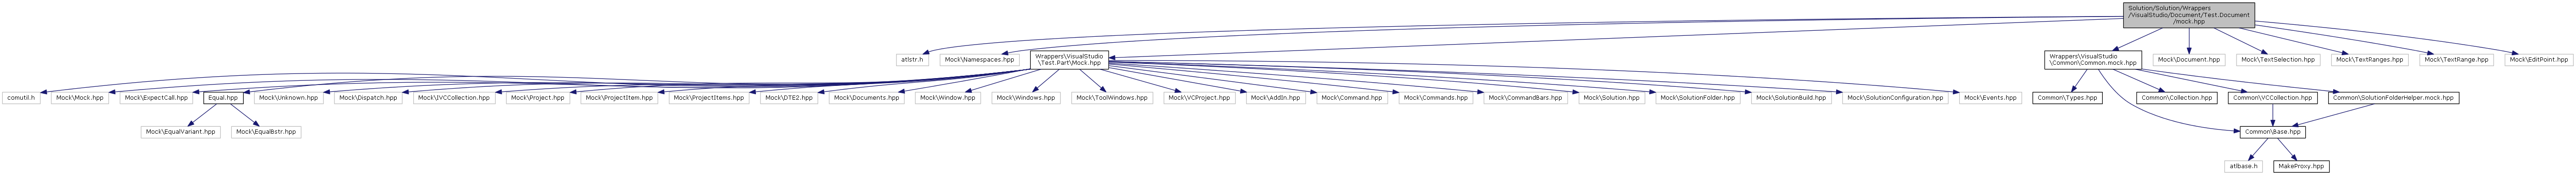 Solution/Solution/Wrappers
/VisualStudio/Document/Test.Document
/mock.hpp
atlstr.h
Mock\Namespaces.hpp
Wrappers\VisualStudio
\Test.Part\Mock.hpp
Wrappers\VisualStudio
\Common\Common.mock.hpp
Mock\Document.hpp
Mock\TextSelection.hpp
Mock\TextRanges.hpp
Mock\TextRange.hpp
Mock\EditPoint.hpp
comutil.h
Mock\Mock.hpp
Mock\ExpectCall.hpp
Equal.hpp
Mock\Unknown.hpp
Mock\Dispatch.hpp
Mock\IVCCollection.hpp
Mock\Project.hpp
Mock\ProjectItem.hpp
Mock\ProjectItems.hpp
Mock\DTE2.hpp
Mock\Documents.hpp
Mock\Window.hpp
Mock\Windows.hpp
Mock\ToolWindows.hpp
Mock\VCProject.hpp
Mock\AddIn.hpp
Mock\Command.hpp
Mock\Commands.hpp
Mock\CommandBars.hpp
Mock\Solution.hpp
Mock\SolutionFolder.hpp
Mock\SolutionBuild.hpp
Mock\SolutionConfiguration.hpp
Mock\Events.hpp
Common\Types.hpp
Common\Collection.hpp
Common\VCCollection.hpp
Common\SolutionFolderHelper.mock.hpp
Mock\EqualVariant.hpp
Mock\EqualBstr.hpp
Common\Base.hpp
atlbase.h
MakeProxy.hpp